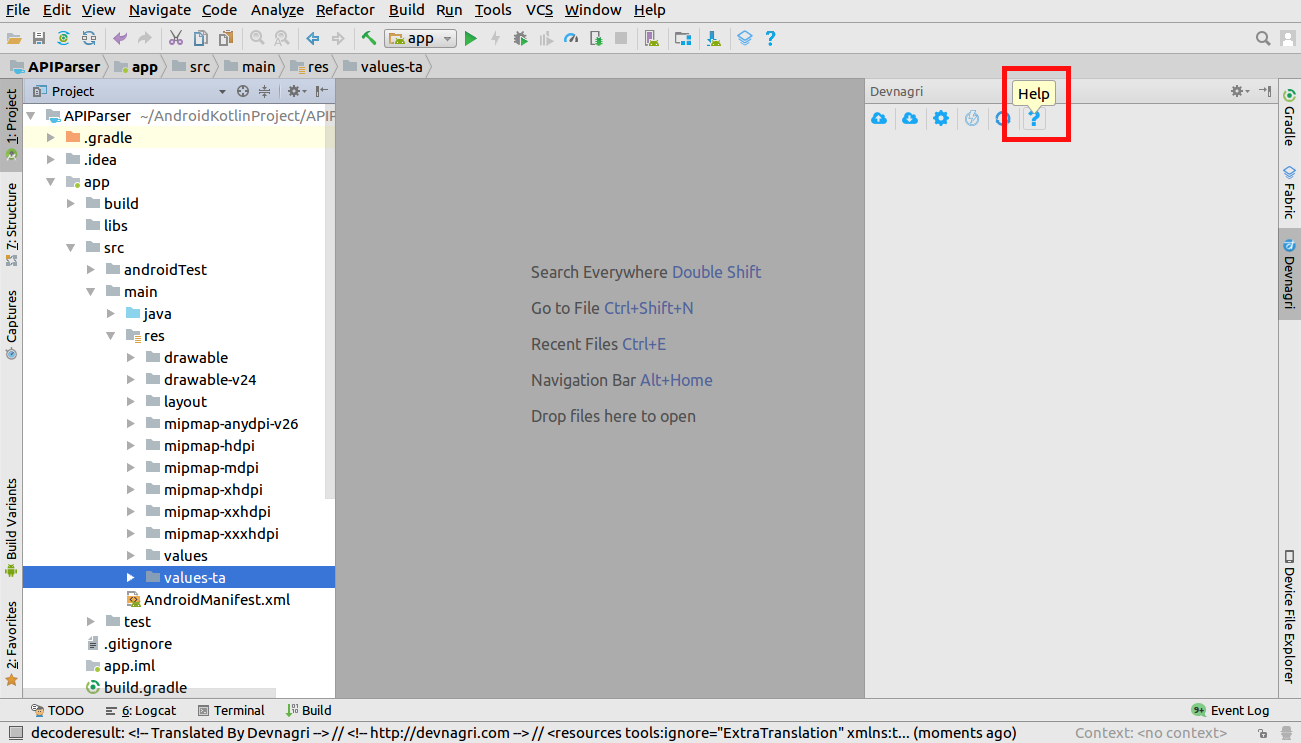 File Edit View Navigate Code Analyze Refactor Build Run Tools VCS Window Help
app
APIParser app src main res values-ta
Project
Devnagri
Help
1: Project
7: Structure
Captures
Build Variants
2: Favorites
APIParser ~/AndroidKotlinProject/APIP
.gradle
.idea
app
build
libs
src
androidTest
main
java
res
drawable
drawable-v24
layout
mipmap-anydpi-v26
mipmap-hdpi
mipmap-mdpi
mipmap-xhdpi
mipmap-xxhdpi
mipmap-xxxhdpi
values
values-ta
AndroidManifest.xml
test
.gitignore
app.iml
build.gradle
Search Everywhere Double Shift
Go to File Ctrl+Shift+N
Recent Files Ctrl+E
Navigation Bar Alt+Home
Drop files here to open
Gradle
Fabric
Devnagri
Device File Explorer
TODO 6: Logcat Terminal Build 9+ Event Log
decoderesult: <!-- Translated By Devnagri --> // <!-- http://devnagri.com --> // <resources tools:ignore="ExtraTranslation" xmlns:t... (moments ago) Context: <no context>